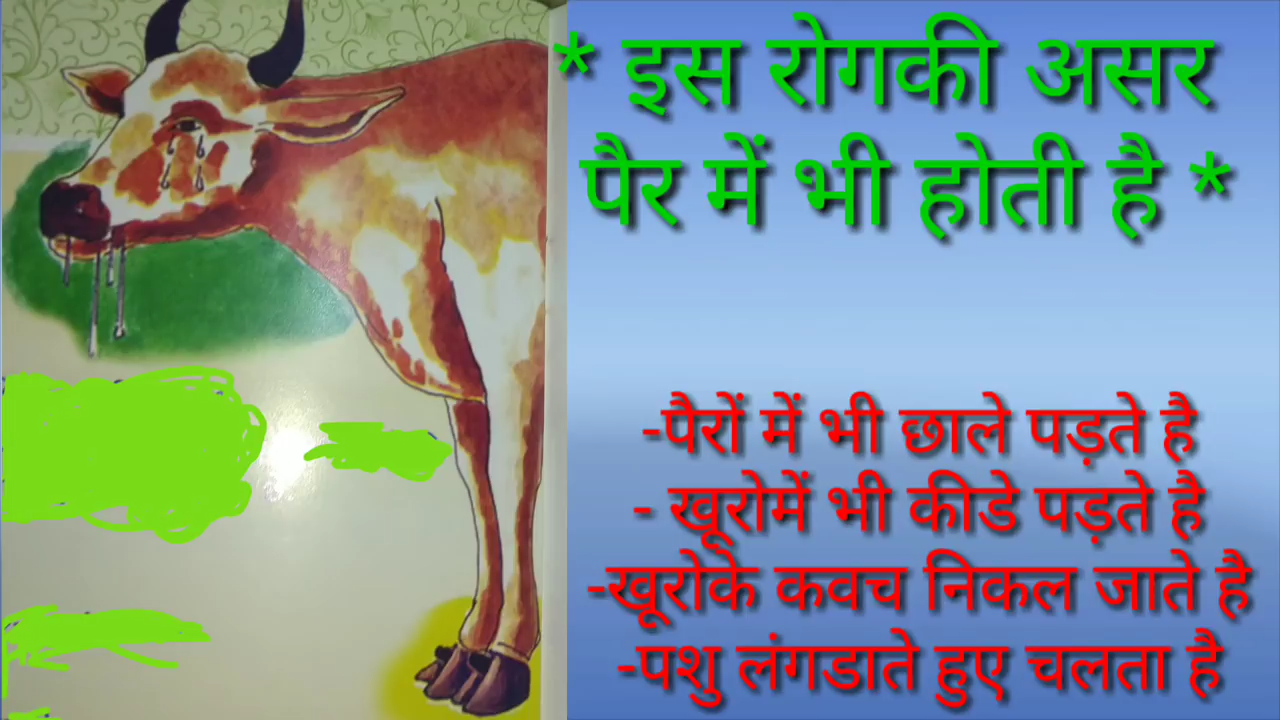 * इस रोगकी असर
पैर में भी होती है *
-पैरों में भी छाले पड़ते है
- खूरोमें भी कीडे पड़ते है
-खूरोके कवच निकल जाते है
-पशु लंगडाते हुए चलता है